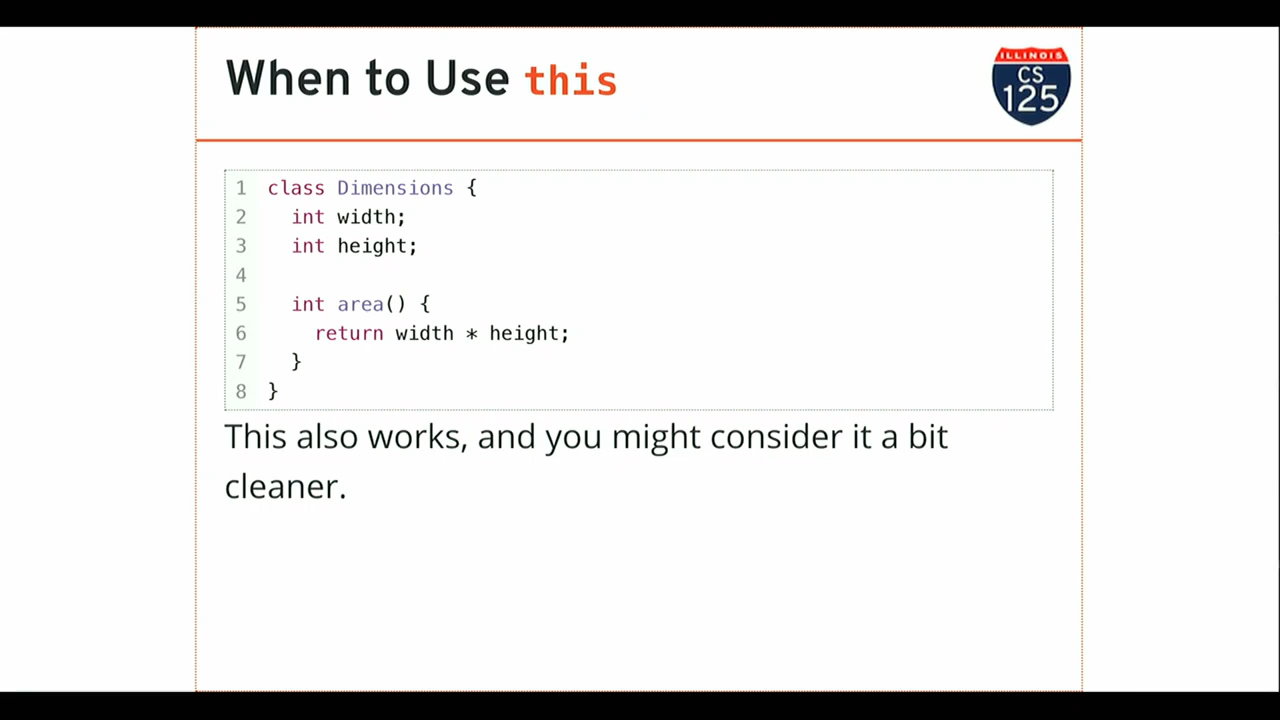 When to Use this
ILLINOIS
CS
125
1 class Dimensions {
2   int width;
3   int height;
4
5   int area() {
6     return width * height;
7   }
8 }
This also works, and you might consider it a bit
cleaner.